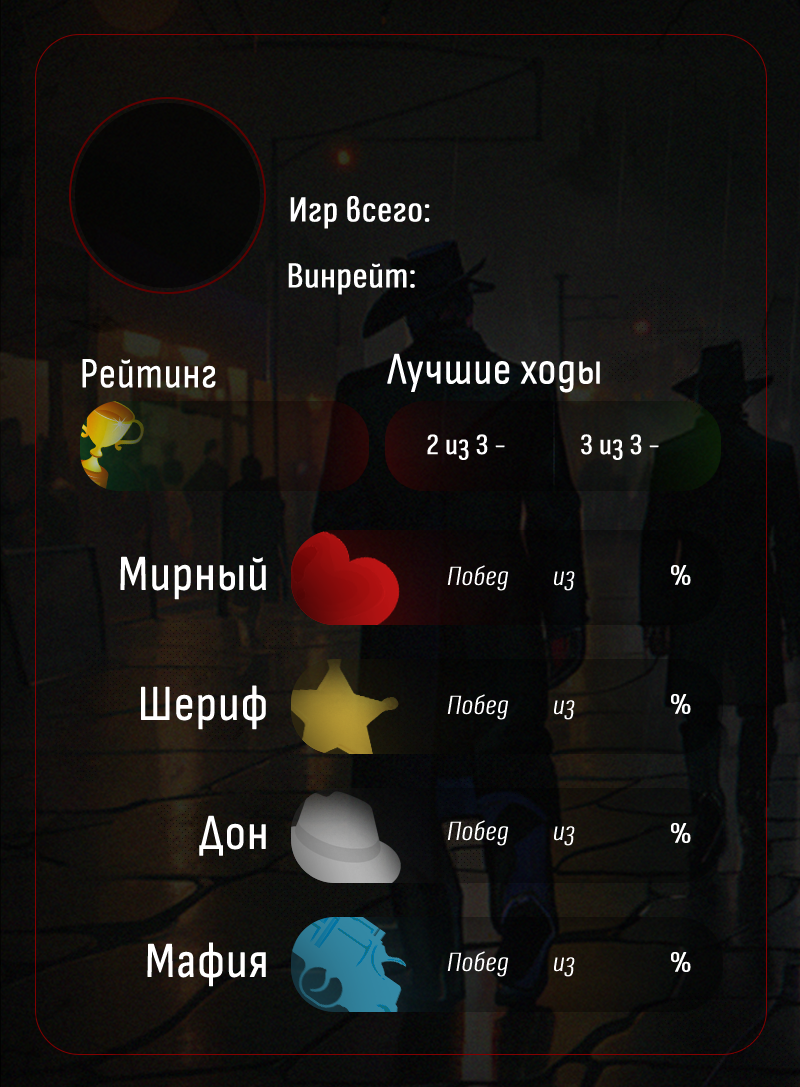 Игр всего:
Винрейт:
Рейтинг
Лучшие ходы
2 из 3 –
3 из 3 –
Мирный Побед из %
Шериф Побед из %
Дон Побед из %
Мафия Побед из %